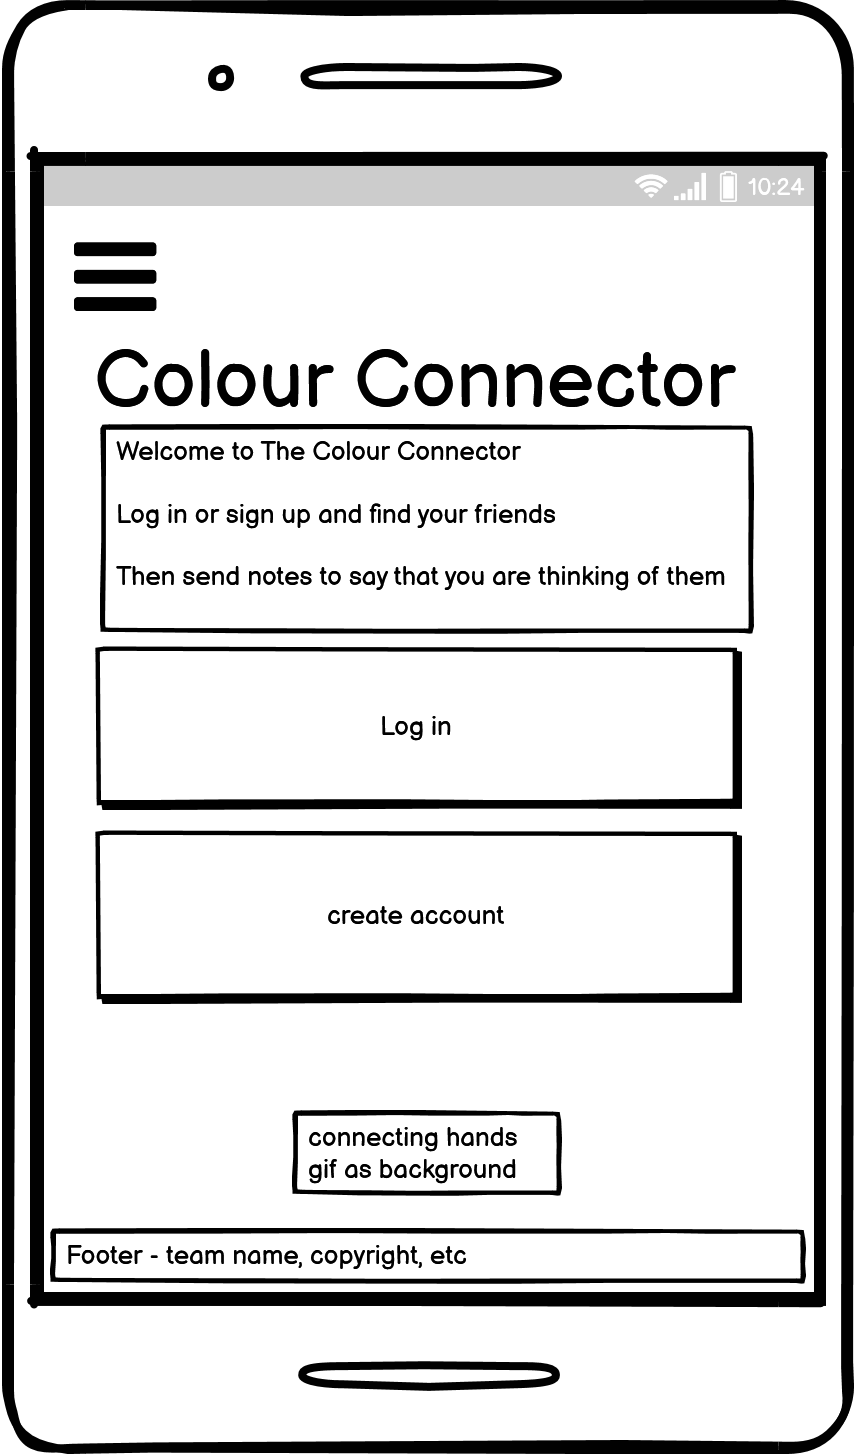 10:24
Colour Connector
Welcome to The Colour Connector
Log in or sign up and find your friends
Then send notes to say that you are thinking of them
Log in
create account
connecting hands
gif as background
Footer - team name, copyright, etc